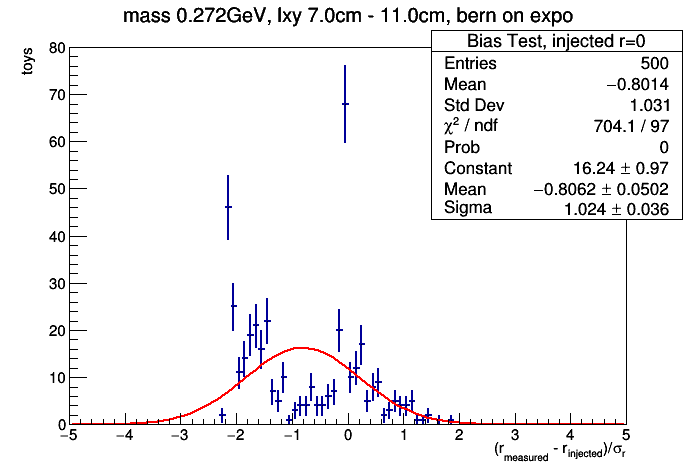 mass 0.272GeV, lxy 7.0cm - 11.0cm, bern on expo
Bias Test, injected r=0
Entries 500
Mean −0.8014
Std Dev 1.031
χ² / ndf 704.1 / 97
Prob 0
Constant 16.24 ± 0.97
Mean −0.8062 ± 0.0502
Sigma 1.024 ± 0.036
toys
80
70
60
50
40
30
20
10
0
−5 −4 −3 −2 −1 0 1 2 3 4 5
(r_measured - r_injected)/σ_r